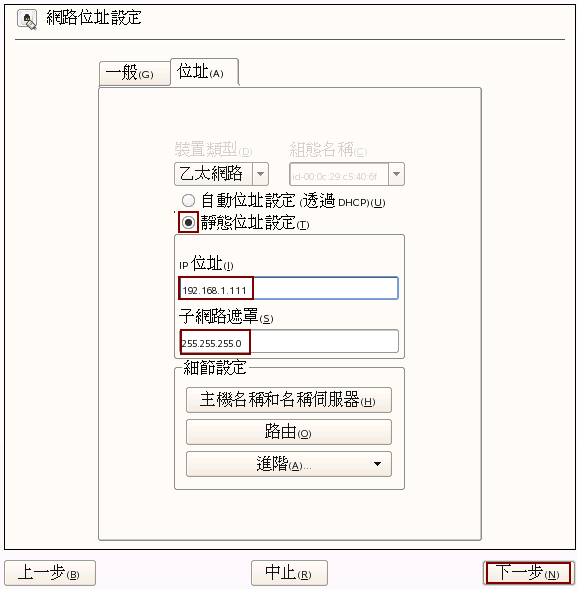 網路位址設定
一般(G) 位址(A)
裝置類型(D) 組態名稱(C)
乙太網路 id-00:0c:29:c5:40:6f
自動位址設定 (透過 DHCP)(U)
靜態位址設定(T)
IP 位址(I)
192.168.1.111
子網路遮罩(S)
255.255.255.0
細節設定
主機名稱和名稱伺服器(H)
路由(O)
進階(A)...
上一步(B) 中止(R) 下一步(N)